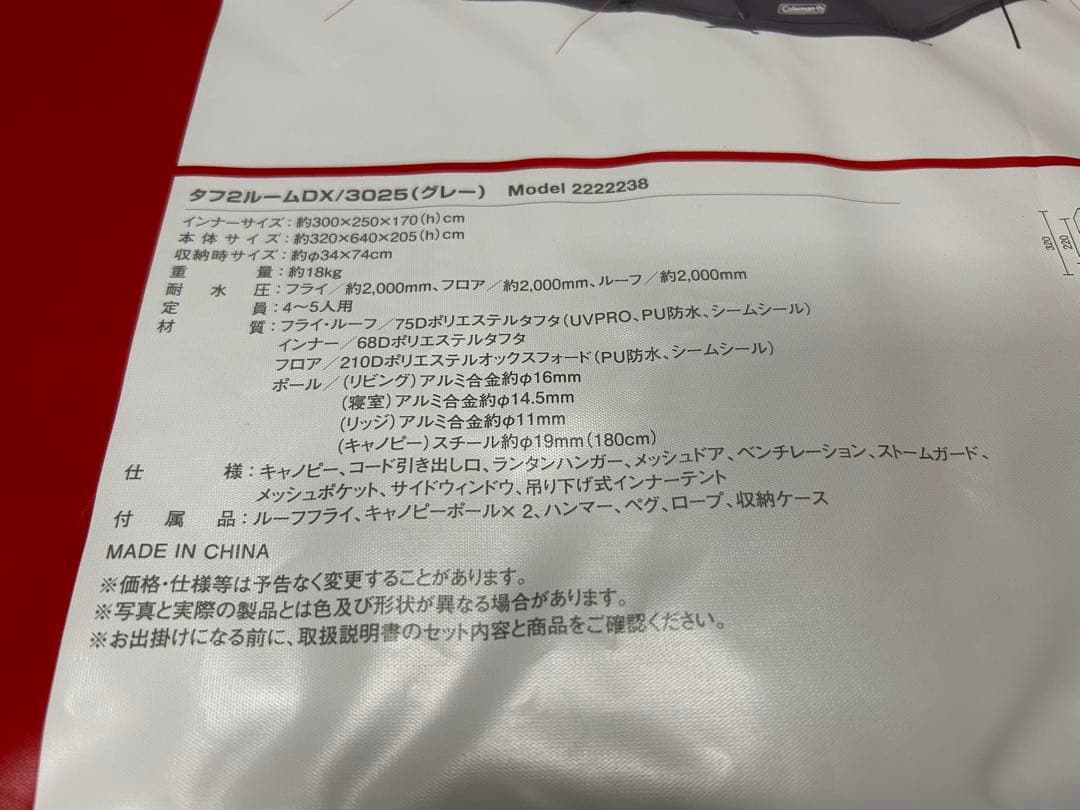 Coleman
タフ2ルームDX/3025(グレー) Model 2222238
インナーサイズ:約300×250×170(h)cm
本体サイズ:約320×640×205(h)cm
収納時サイズ:約φ34×74cm
重量:約18kg
耐水圧:フライ/約2,000mm、フロア/約2,000mm、ルーフ/約2,000mm
定員:4〜5人用
材質:フライ・ルーフ/75Dポリエステルタフタ(UVPRO、PU防水、シームシール)
インナー/68Dポリエステルタフタ
フロア/210Dポリエステルオックスフォード(PU防水、シームシール)
ポール/(リビング)アルミ合金約φ16mm
(寝室)アルミ合金約φ14.5mm
(リッジ)アルミ合金約φ11mm
(キャノピー)スチール約φ19mm(180cm)
仕様:キャノピー、コード引き出し口、ランタンハンガー、メッシュドア、ベンチレーション、ストームガード、
メッシュポケット、サイドウィンドウ、吊り下げ式インナーテント
付属品:ルーフフライ、キャノピーポール×2、ハンマー、ペグ、ロープ、収納ケース
MADE IN CHINA
※価格・仕様等は予告なく変更することがあります。
※写真と実際の製品とは色及び形状が異なる場合があります。
※お出掛けになる前に、取扱説明書のセット内容と商品をご確認ください。
320
220